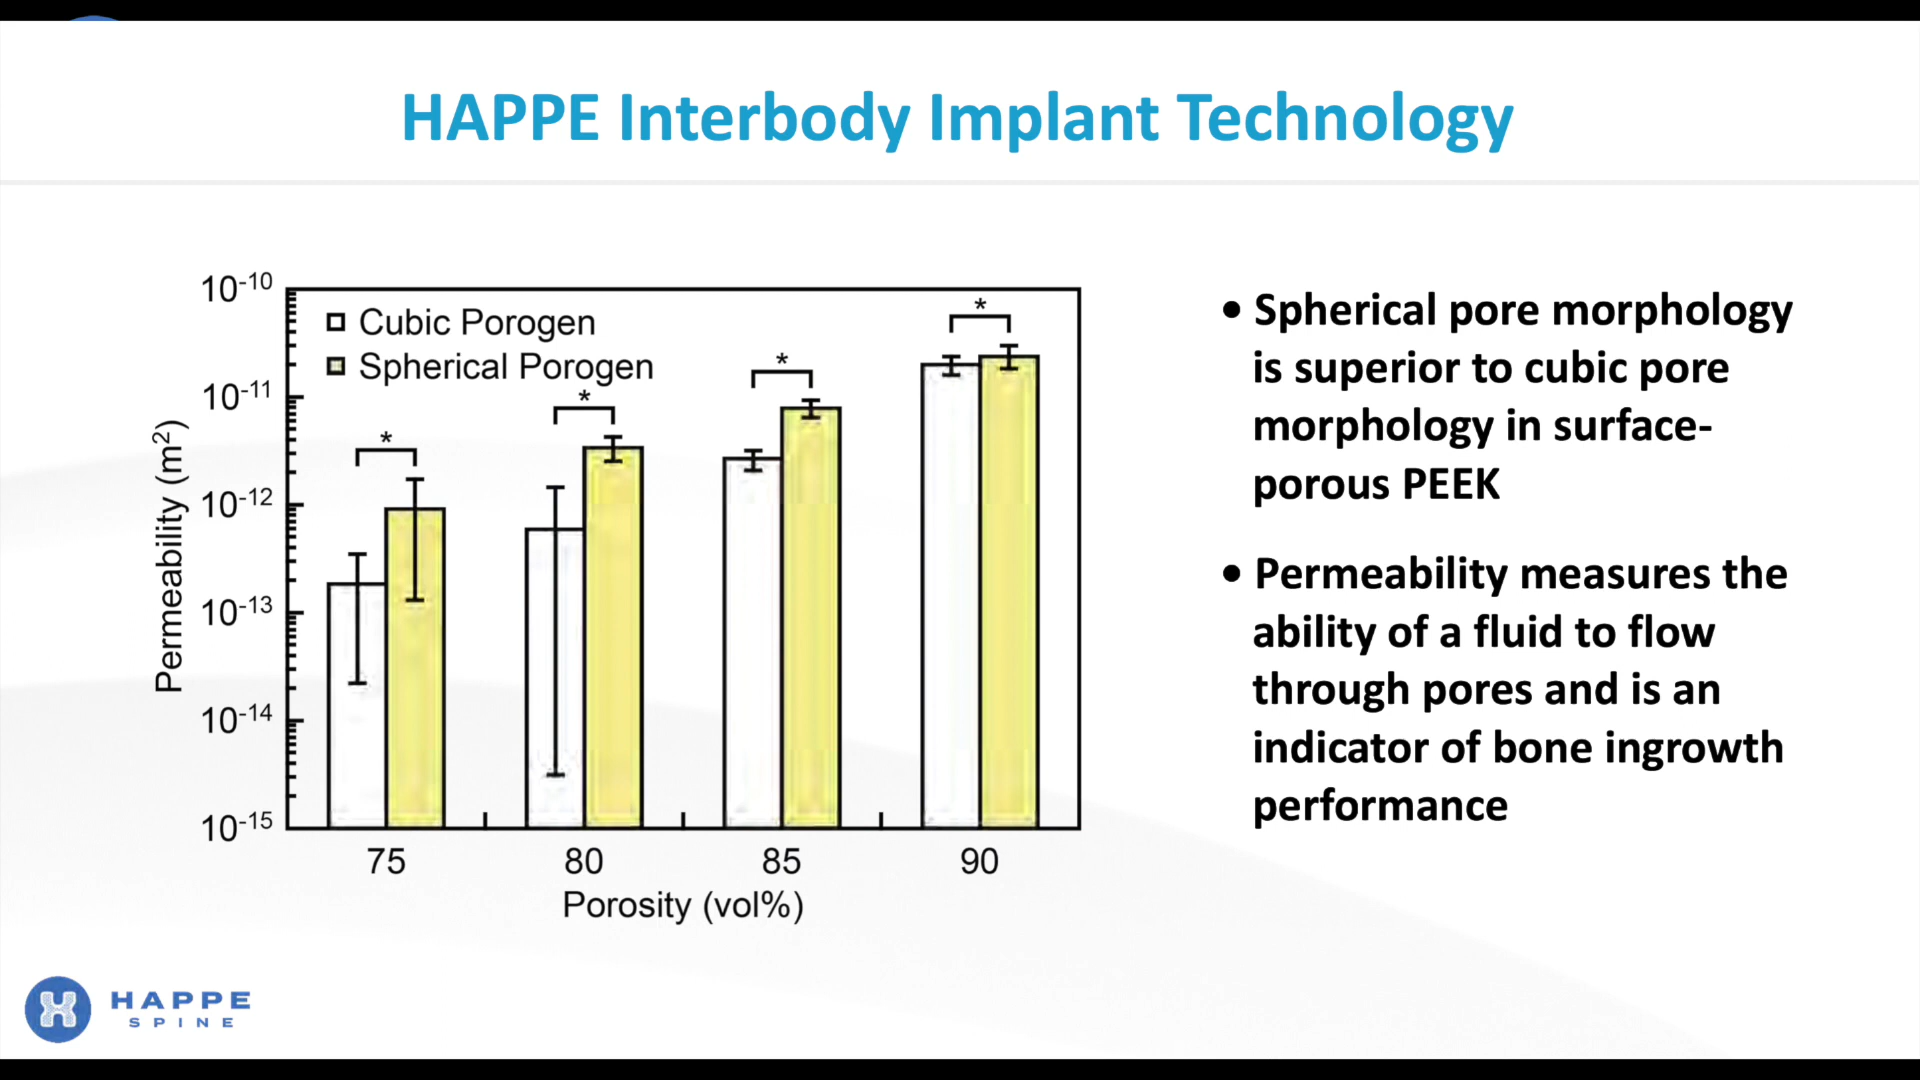 HAPPE Interbody Implant Technology
Permeability (m²)
10⁻¹⁰
10⁻¹¹
10⁻¹²
10⁻¹³
10⁻¹⁴
10⁻¹⁵
□ Cubic Porogen
□ Spherical Porogen
*
*
*
*
75 80 85 90
Porosity (vol%)
• Spherical pore morphology
is superior to cubic pore
morphology in surface-
porous PEEK
• Permeability measures the
ability of a fluid to flow
through pores and is an
indicator of bone ingrowth
performance
HAPPE
SPINE